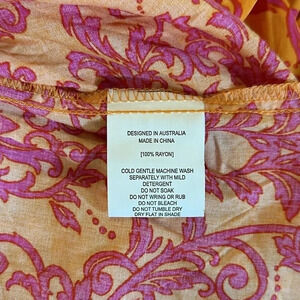 DESIGNED IN AUSTRALIA
MADE IN CHINA
[100% RAYON]
COLD GENTLE MACHINE WASH
SEPARATELY WITH MILD
DETERGENT
DO NOT SOAK
DO NOT WRING OR RUB
DO NOT BLEACH
DO NOT TUMBLE DRY
DRY FLAT IN SHADE